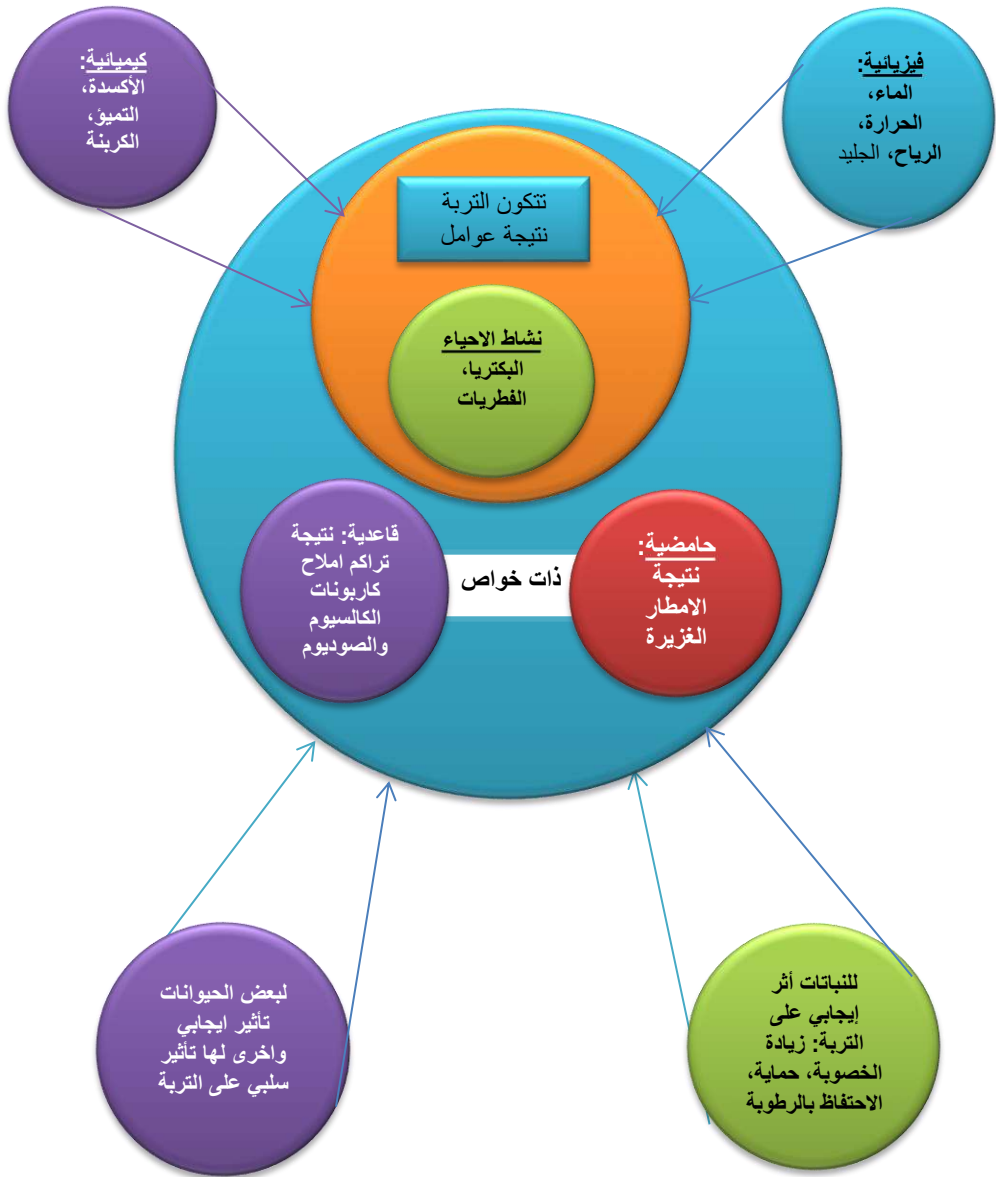 فيزيائية:
الماء،
الحرارة،
الرياح، الجليد
كيميائية:
الأكسدة،
التميؤ،
الكربنة
تتكون التربة
نتيجة عوامل
نشاط الاحياء
البكتريا،
الفطريات
حامضية:
نتيجة
الامطار
الغزيرة
ذات خواص
قاعدية: نتيجة
تراكم املاح
كاربونات
الكالسيوم
والصوديوم
للنباتات أثر
إيجابي على
التربة: زيادة
الخصوبة، حماية،
الاحتفاظ بالرطوبة
لبعض الحيوانات
تأثير ايجابي
واخرى لها تأثير
سلبي على التربة